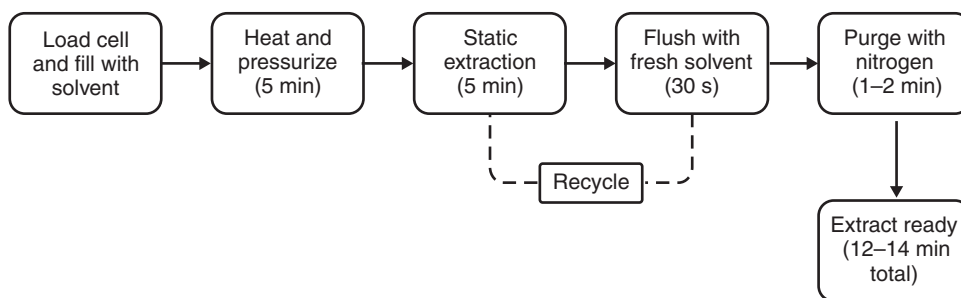 Load cell
and fill with
solvent
Heat and
pressurize
(5 min)
Static
extraction
(5 min)
Flush with
fresh solvent
(30 s)
Purge with
nitrogen
(1–2 min)
Recycle
Extract ready
(12–14 min
total)